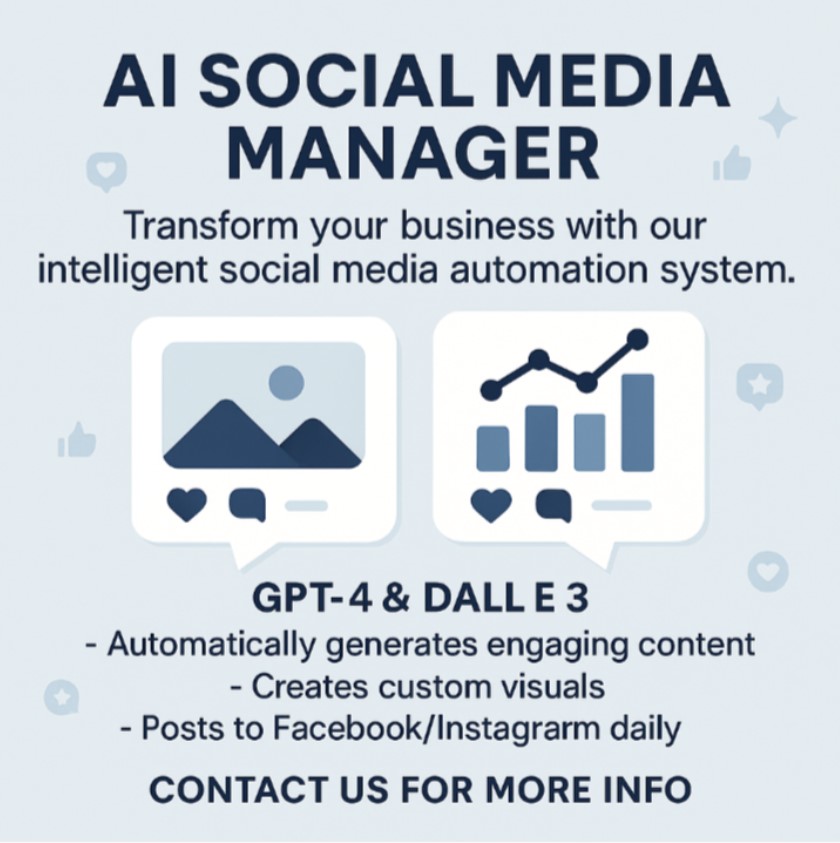 AI SOCIAL MEDIA
MANAGER
Transform your business with our
intelligent social media automation system.
GPT-4 & DALL E 3
- Automatically generates engaging content
- Creates custom visuals
- Posts to Facebook/Instagrarm daily
CONTACT US FOR MORE INFO